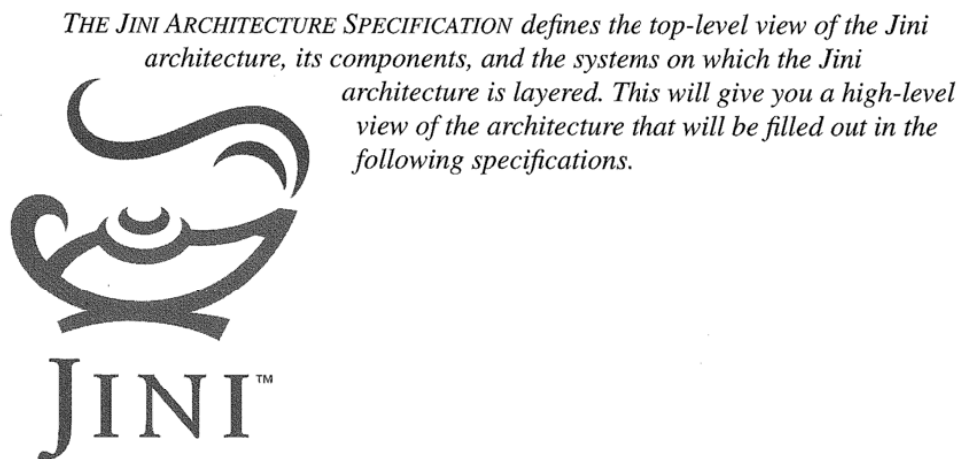 THE JINI ARCHITECTURE SPECIFICATION defines the top-level view of the Jini
architecture, its components, and the systems on which the Jini
architecture is layered. This will give you a high-level
view of the architecture that will be filled out in the
following specifications.
JINI™